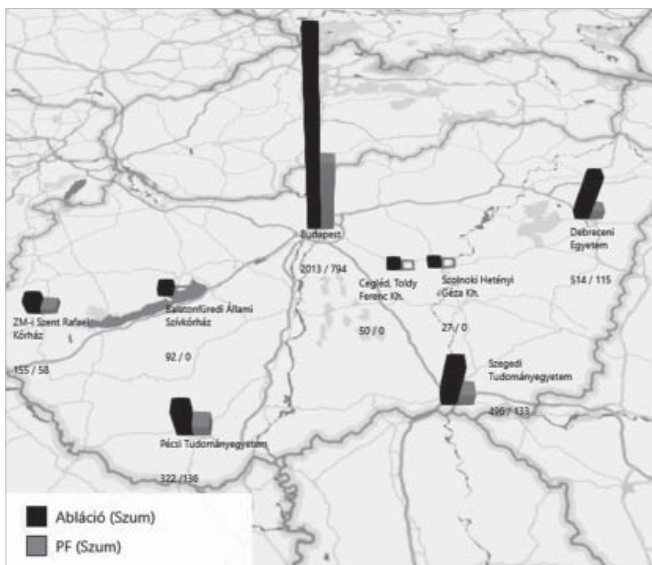 Budapest
2013 / 794
Debreceni
Egyetem
514 / 115
Cegléd, Toldy
Ferenc Kh.
50 / 0
Szolnoki Hetényi
Géza Kh.
27 / 0
Balatonfüredi Állami
Szívkórház
92 / 0
ZM-i Szent Rafael
Kórház
155 / 58
Szegedi
Tudományegyetem
496 / 133
Pécsi Tudományegyetem
322 /136
Abláció (Szum)
PF (Szum)